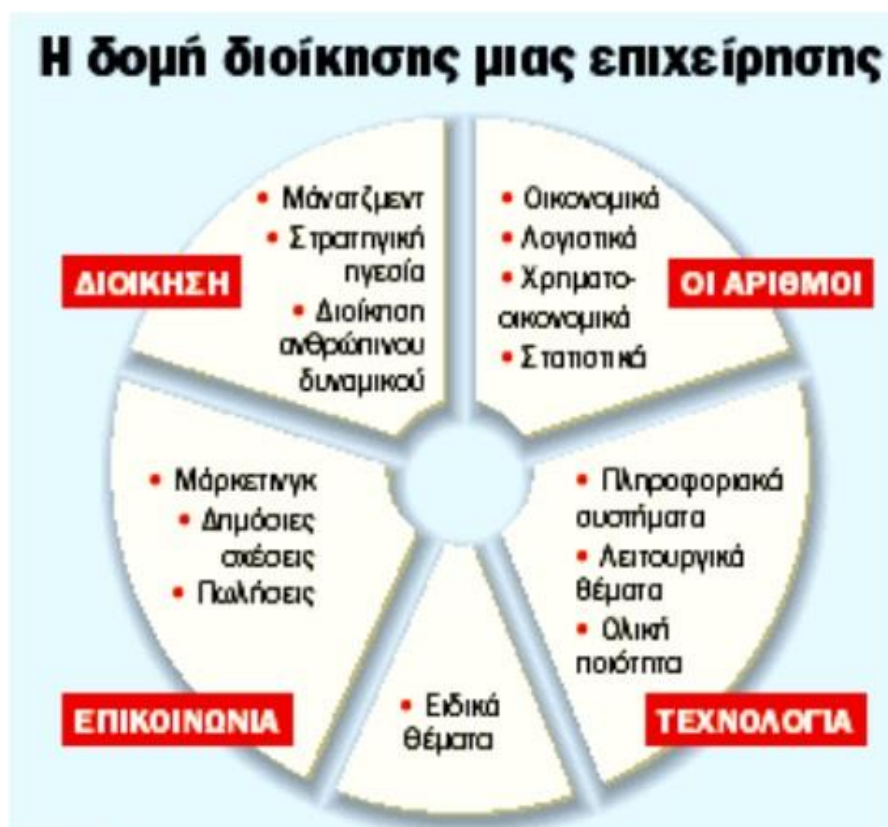 Η δομή διοίκησης μιας επιχείρησης
ΔΙΟΙΚΗΣΗ
• Μάνατζμεντ
• Στρατηγική
ηγεσία
• Διοίκηση
ανθρώπινου
δυναμικού
ΟΙ ΑΡΙΘΜΟΙ
• Οικονομικά
• Λογιστικά
• Χρηματο-
οικονομικά
• Στατιστικά
• Μάρκετινγκ
• Δημόσιες
σχέσεις
• Πωλήσεις
ΕΠΙΚΟΙΝΩΝΙΑ
• Πληροφοριακά
συστήματα
• Λειτουργικά
θέματα
• Ολική
ποιότητα
ΤΕΧΝΟΛΟΓΙΑ
• Ειδικά
θέματα